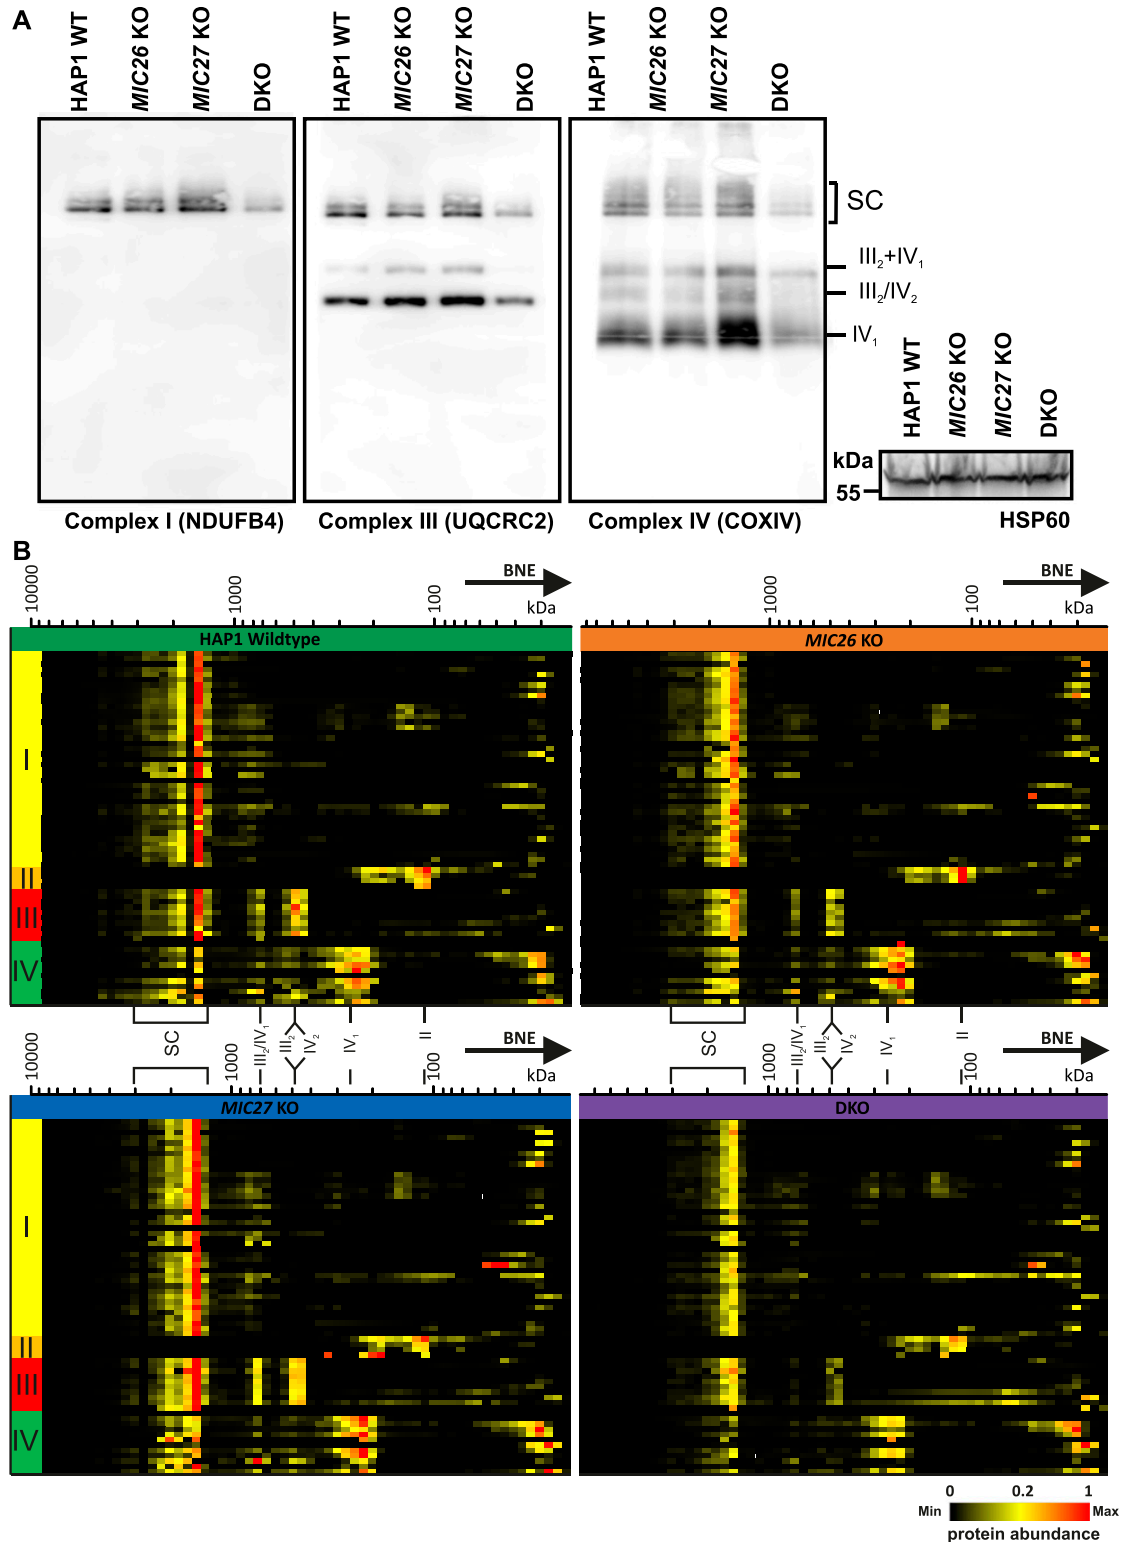 A
HAP1 WT
MIC26 KO
MIC27 KO
DKO
HAP1 WT
MIC26 KO
MIC27 KO
DKO
HAP1 WT
MIC26 KO
MIC27 KO
DKO
SC
III2+IV1
III2/IV2
IV1
HAP1 WT
MIC26 KO
MIC27 KO
DKO
kDa
55
HSP60
Complex I (NDUFB4)
Complex III (UQCRC2)
Complex IV (COXIV)
B
10000
1000
100
BNE
kDa
1000
100
BNE
kDa
HAP1 Wildtype
MIC26 KO
I
II
III
IV
SC
III2/IV1
III2
IV2
IV1
II
SC
III2/IV1
III2
IV2
IV1
II
10000
1000
100
BNE
kDa
1000
100
BNE
kDa
MIC27 KO
DKO
I
II
III
IV
0 0.2 1
Min Max
protein abundance